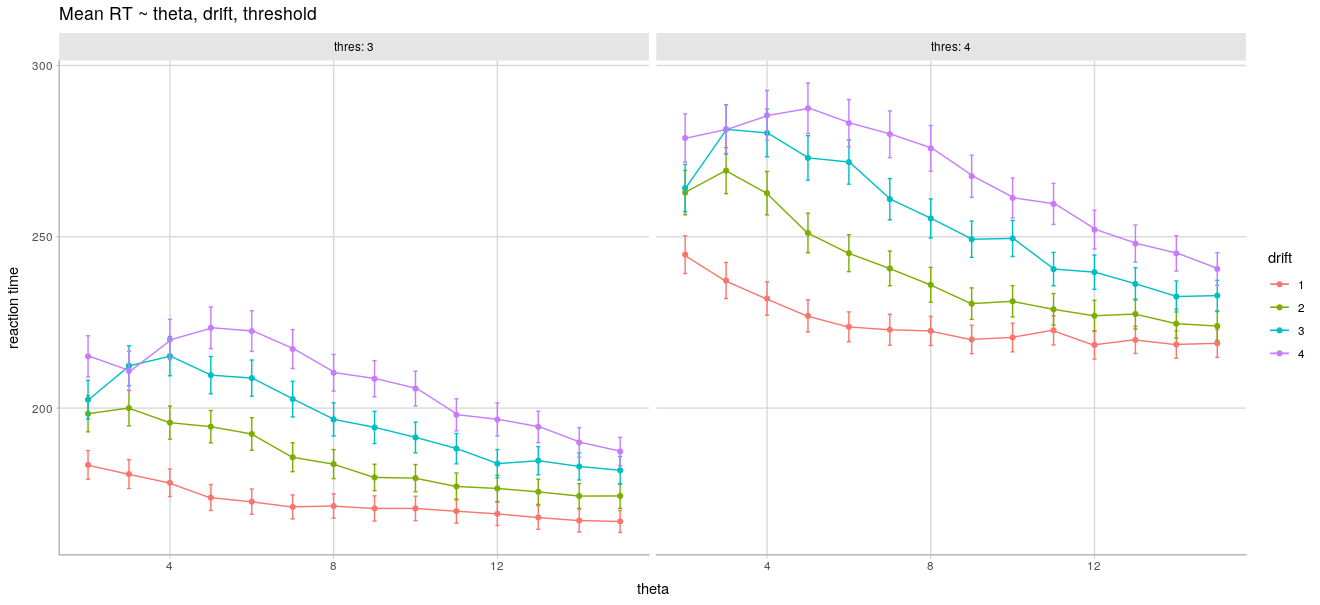 Mean RT ~ theta, drift, threshold
thres: 3
thres: 4
300
250
200
reaction time
4
8
12
4
8
12
theta
drift
1
2
3
4